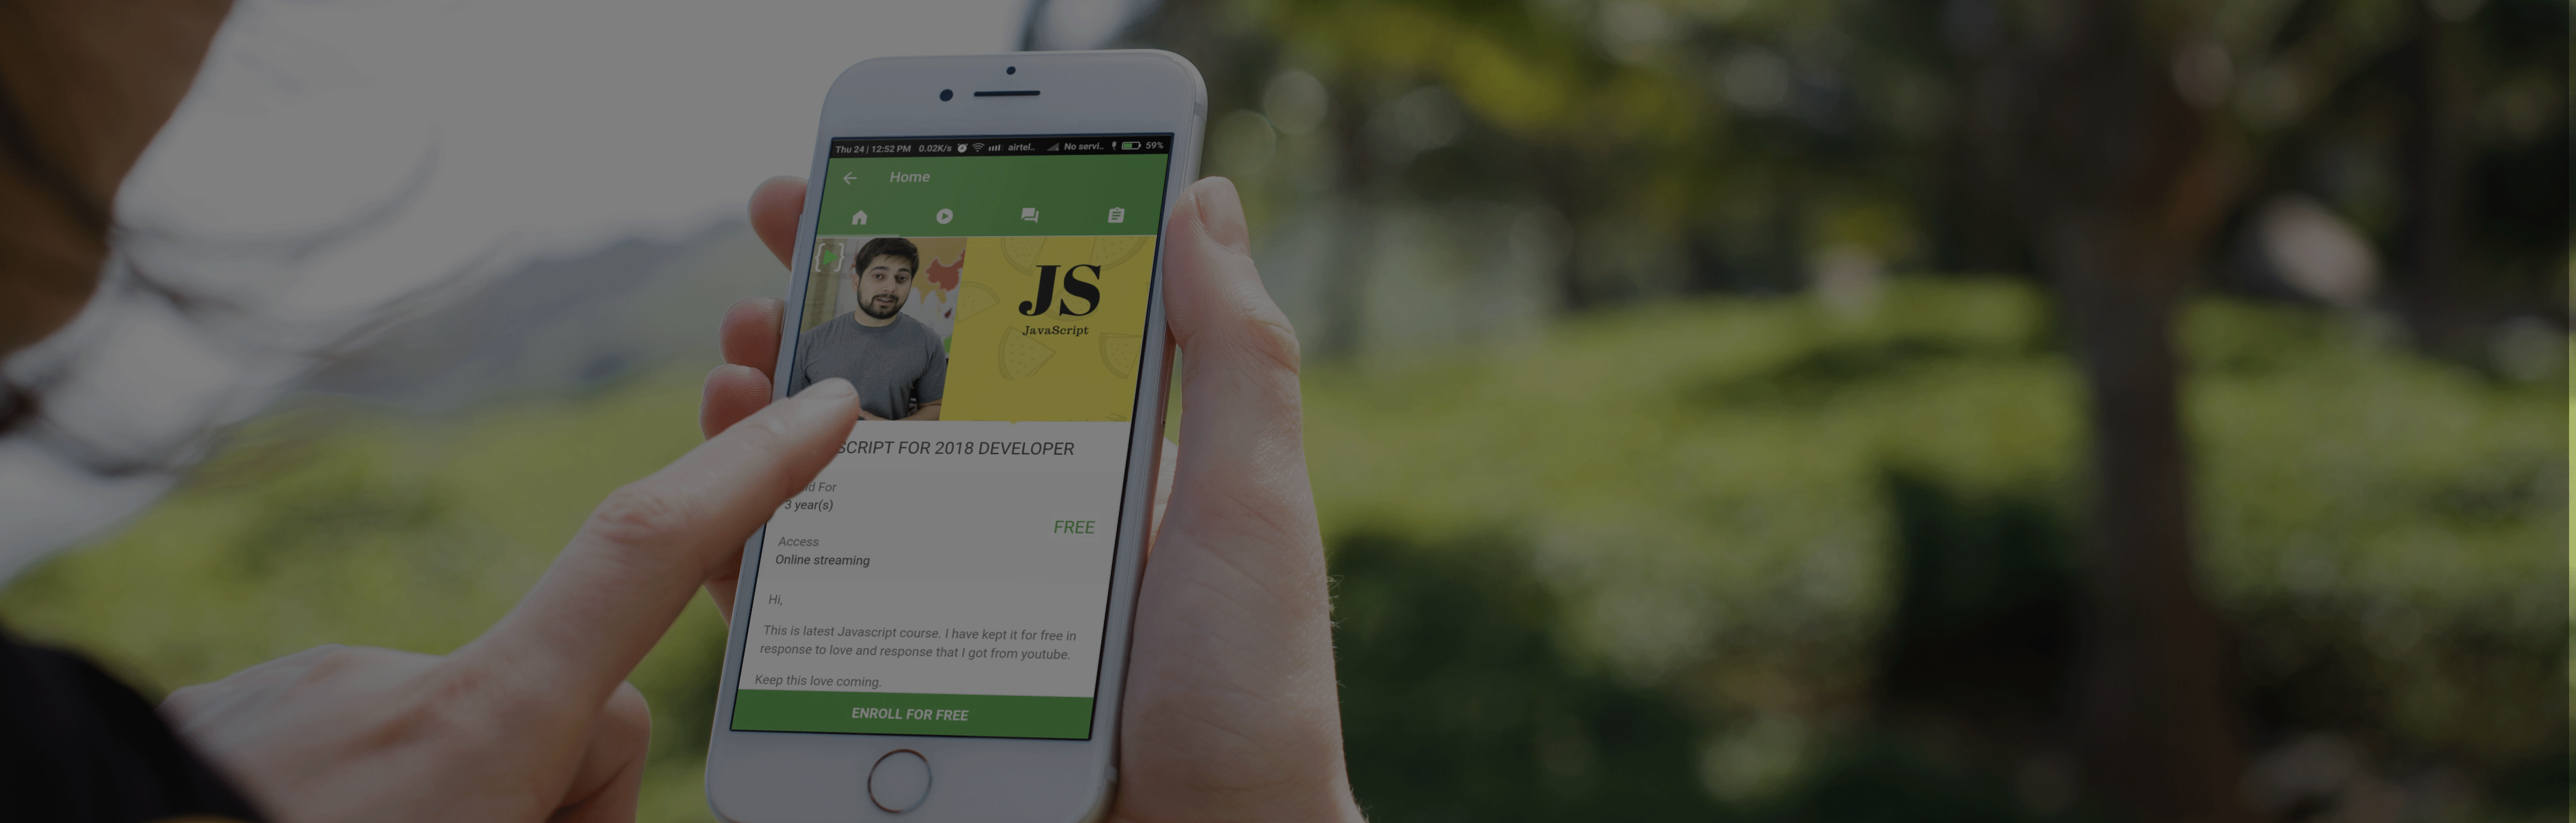 Thu 24 | 12:52 PM 0.02K/s airtel.. No servi.. 59%
Home
JS
JavaScript
SCRIPT FOR 2018 DEVELOPER
For
3 year(s)
FREE
Access
Online streaming
Hi,
This is latest Javascript course. I have kept it for free in
response to love and response that I got from youtube.
Keep this love coming.
ENROLL FOR FREE